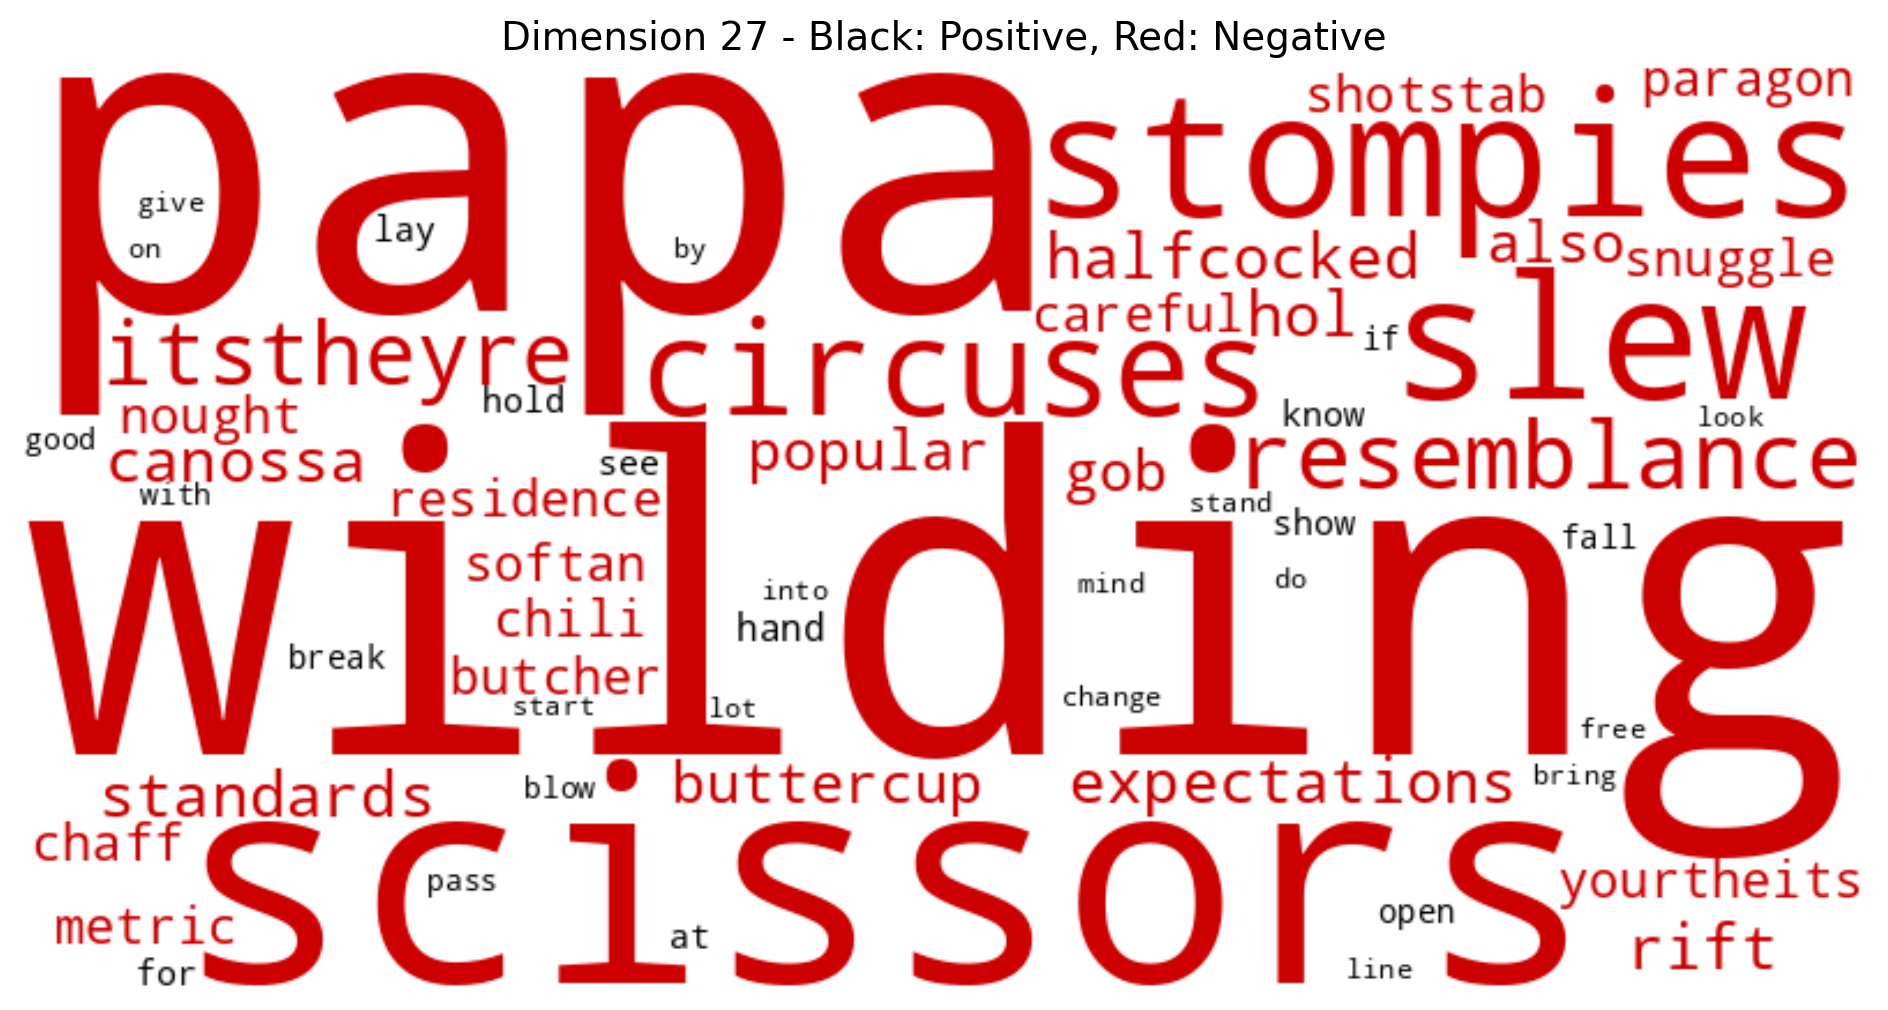 Dimension 27 - Black: Positive, Red: Negative
papa
stompies
shotstab
paragon
give
on
lay
by
halfcocked
also
snuggle
carefulhol
if
slew
itstheyre
circuses
hold
know
look
good
nought
canossa
with
see
popular
gob
resemblance
residence
stand
show
fall
wilding
softan
chili
into
hand
mind
do
break
butcher
start
lot
change
free
bring
standards
blow
buttercup
expectations
chaff
scissors
pass
yourtheits
metric
at
open
for
line
rift